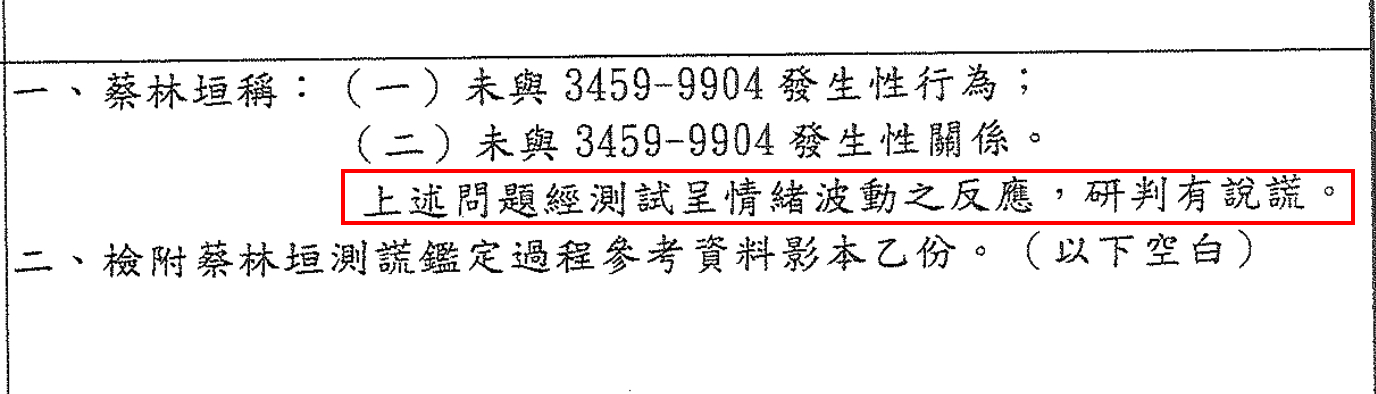 一、蔡林垣稱：（一）未與 3459-9904 發生性行為；
（二）未與 3459-9904 發生性關係。
上述問題經測試呈情緒波動之反應，研判有說謊。
二、檢附蔡林垣測謊鑑定過程參考資料影本乙份。（以下空白）